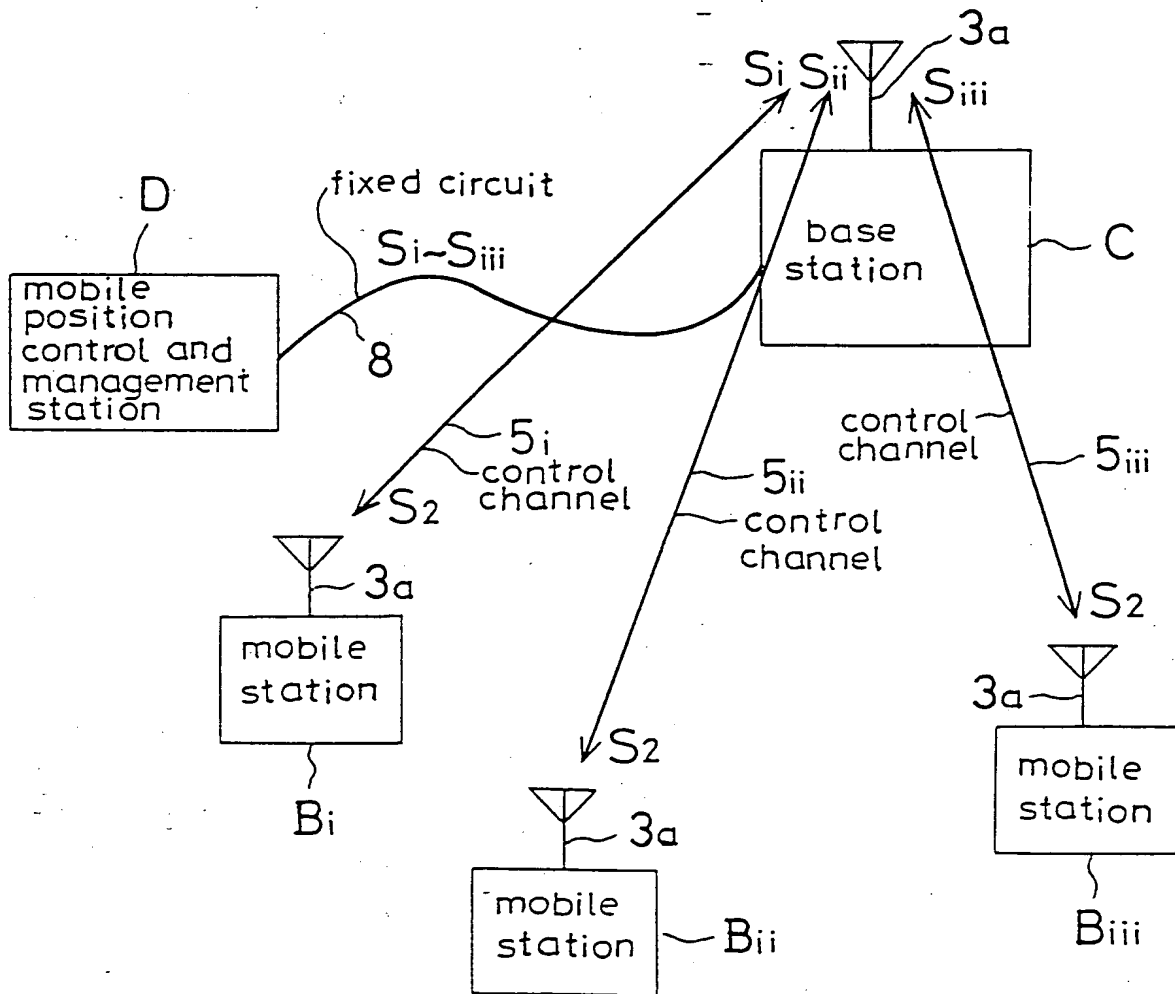 3a
Si Sii
Siii
fixed circuit
D
Si~Siii
base
station
C
mobile
position
control and
management
station
8
control
channel
5i
control
channel
5ii
control
channel
5iii
S2
3a
mobile
station
Bi
S2
3a
mobile
station
Bii
S2
3a
mobile
station
Biii